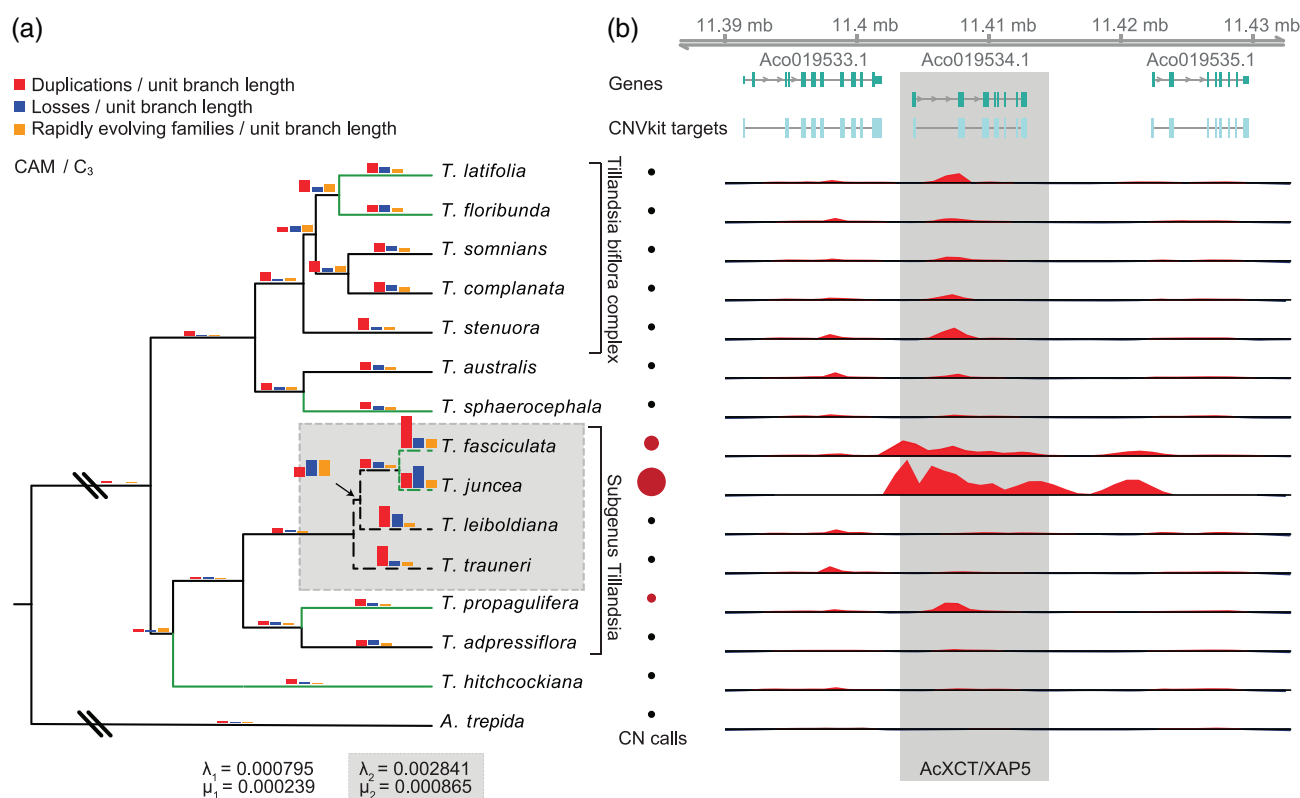 (a)
Duplications / unit branch length
Losses / unit branch length
Rapidly evolving families / unit branch length
CAM / C₃
T. latifolia
T. floribunda
T. somnians
T. complanata
T. stenuora
T. australis
T. sphaerocephala
T. fasciculata
T. juncea
T. leiboldiana
T. trauneri
T. propagulifera
T. adpressiflora
T. hitchcockiana
A. trepida
Tillandsia biflora complex
Subgenus Tillandsia
λ₁ = 0.000795
μ₁ = 0.000239
λ₂ = 0.002841
μ₂ = 0.000865
(b)
11.39 mb 11.4 mb 11.41 mb 11.42 mb 11.43 mb
Aco019533.1 Aco019534.1 Aco019535.1
Genes
CNVkit targets
CN calls
AcXCT/XAP5